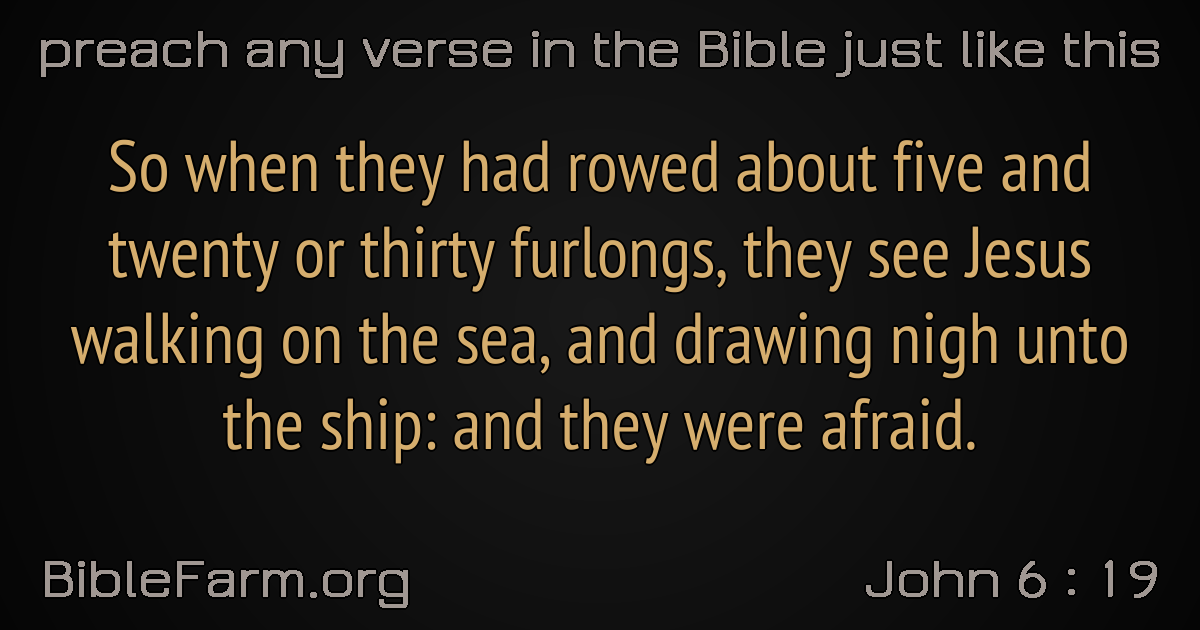 preach any verse in the Bible just like this
So when they had rowed about five and
twenty or thirty furlongs, they see Jesus
walking on the sea, and drawing nigh unto
the ship: and they were afraid.
BibleFarm.org
John 6 : 19